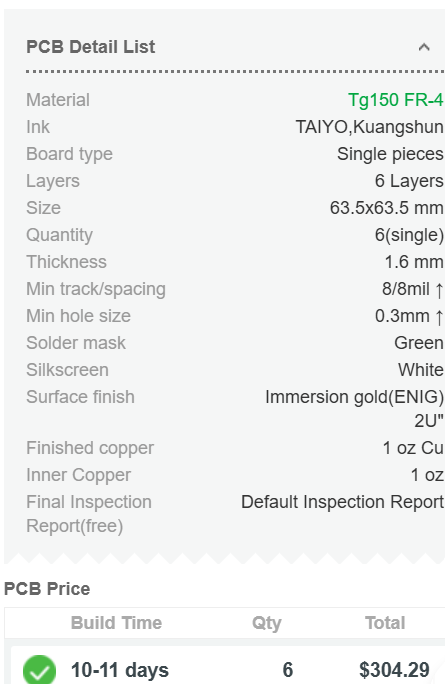 PCB Detail List
Material Tg150 FR-4
Ink TAIYO,Kuangshun
Board type Single pieces
Layers 6 Layers
Size 63.5x63.5 mm
Quantity 6(single)
Thickness 1.6 mm
Min track/spacing 8/8mil ↑
Min hole size 0.3mm ↑
Solder mask Green
Silkscreen White
Surface finish Immersion gold(ENIG)
2U"
Finished copper 1 oz Cu
Inner Copper 1 oz
Final Inspection Default Inspection Report
Report(free)
PCB Price
Build Time Qty Total
10-11 days 6 $304.29